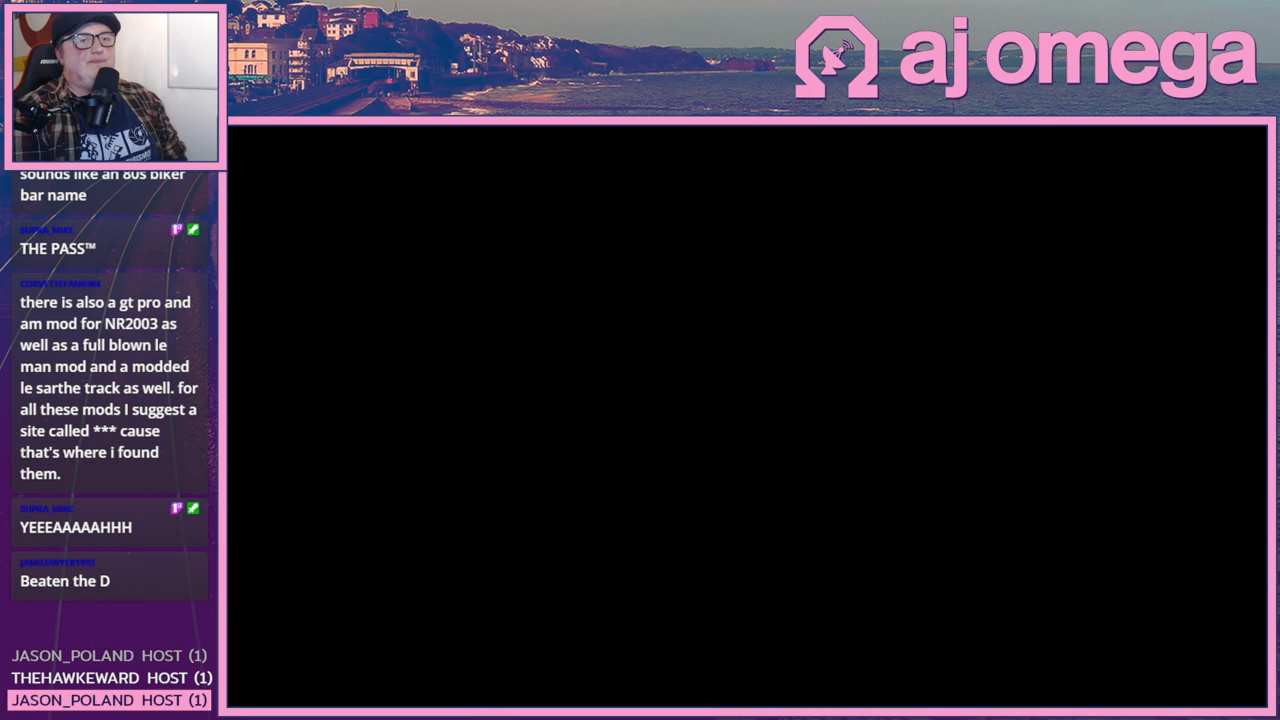 aj omega
sounds like an 80s biker
bar name
SUPRA_MIKE
THE PASS™
CORVETTEFAN6364
there is also a gt pro and
am mod for NR2003 as
well as a full blown le
man mod and a modded
le sarthe track as well. for
all these mods I suggest a
site called *** cause
that's where i found
them.
SUPRA_MIKE
YEEEAAAAAHHH
Beaten the D
JASON_POLAND HOST (1)
THEHAWKEWARD HOST (1)
JASON_POLAND HOST (1)